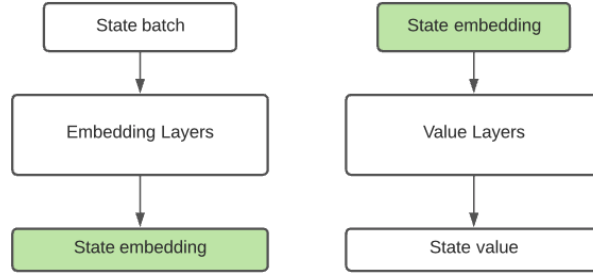 State batch
Embedding Layers
State embedding
State embedding
Value Layers
State value